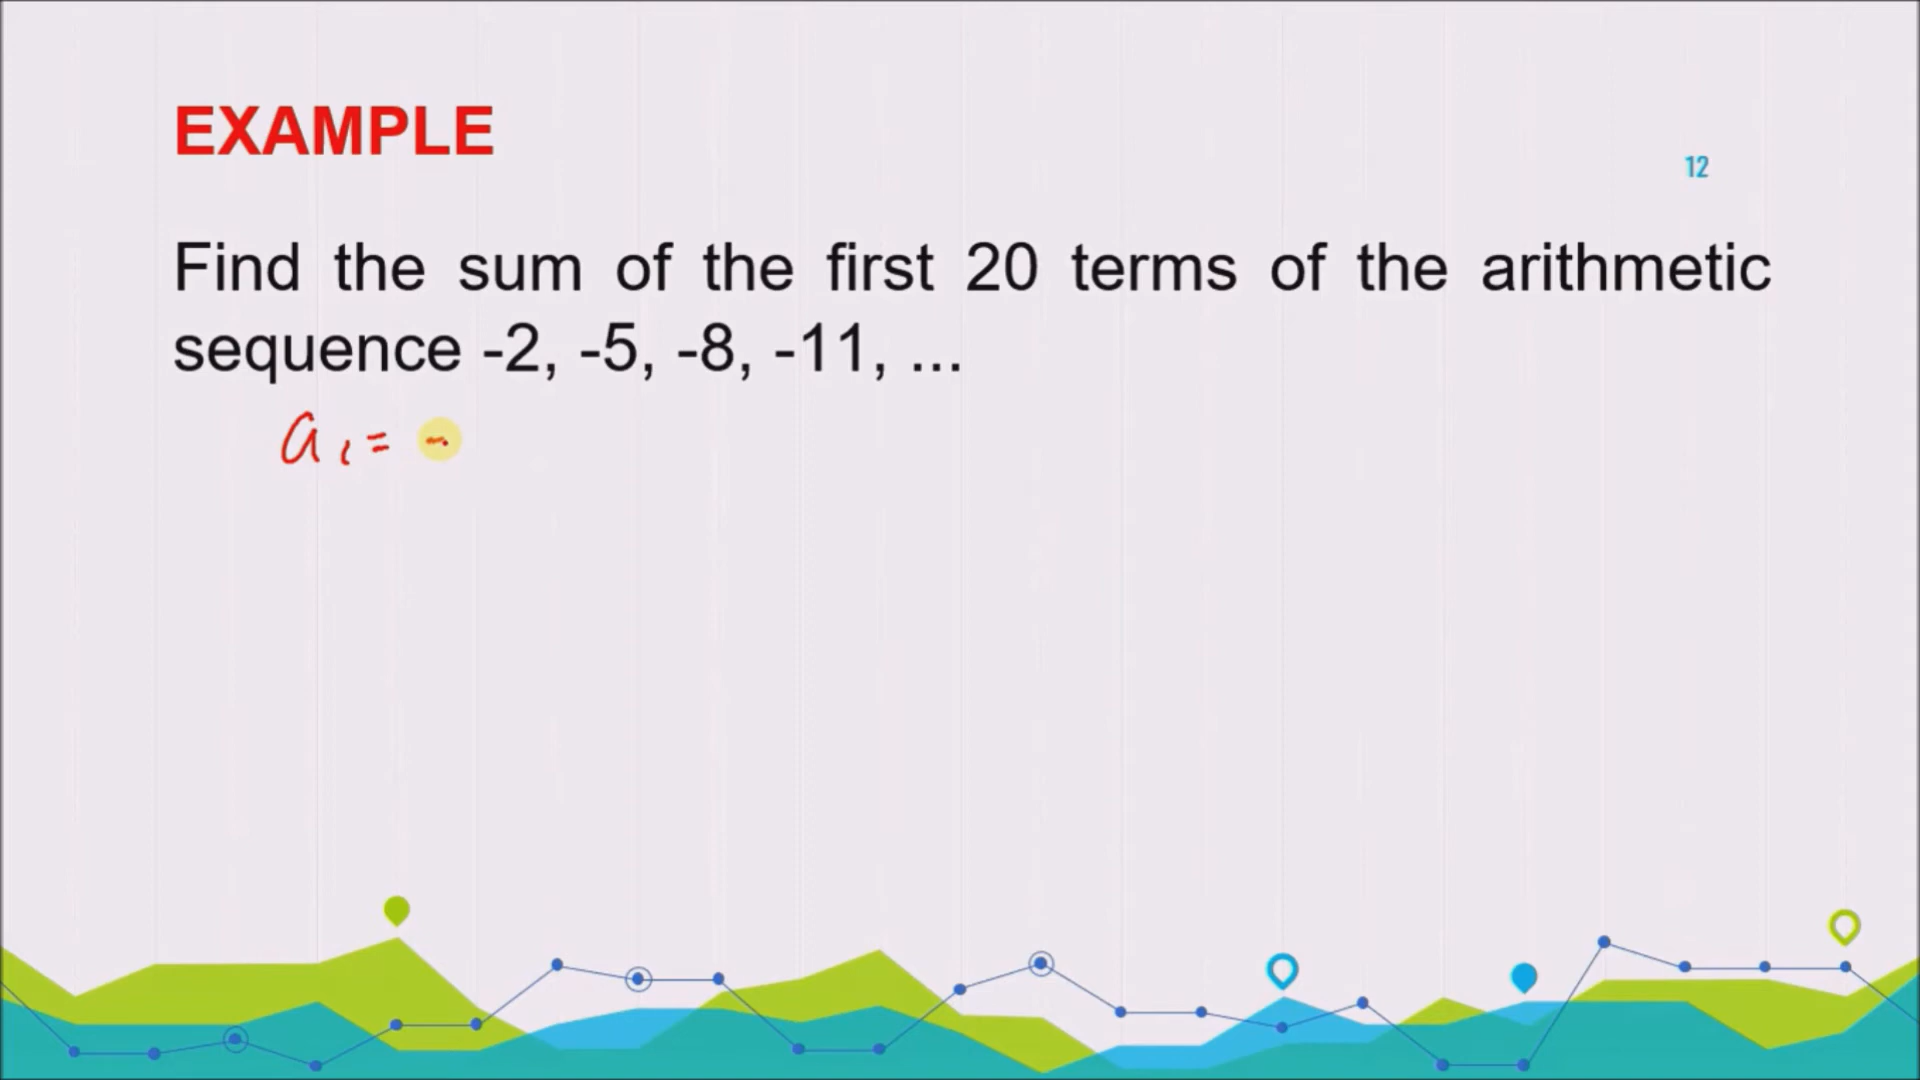 EXAMPLE
12
Find the sum of the first 20 terms of the arithmetic
sequence -2, -5, -8, -11, ...
a₁ = -